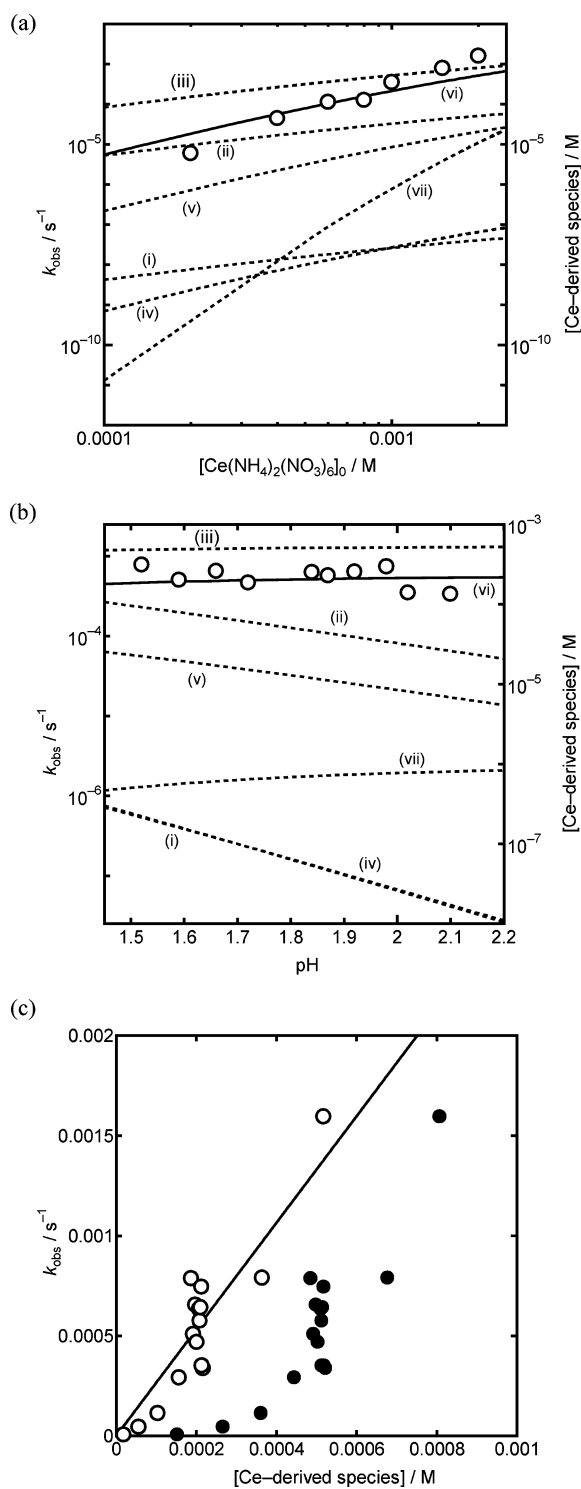 (a)
(iii)
(vi)
10–5
(ii)
10–5
(vii)
(v)
kobs / s–1
[Ce–derived species] / M
(i)
(iv)
10–10
10–10
0.0001
0.001
[Ce(NH4)2(NO3)6]0 / M
(b)
10–3
(iii)
(vi)
(ii)
10–4
10–5
(v)
kobs / s–1
[Ce–derived species] / M
(vii)
10–6
10–7
(i)
(iv)
1.5 1.6 1.7 1.8 1.9 2 2.1 2.2
pH
(c)
0.002
0.0015
kobs / s–1
0.001
0.0005
0
0 0.0002 0.0004 0.0006 0.0008 0.001
[Ce–derived species] / M